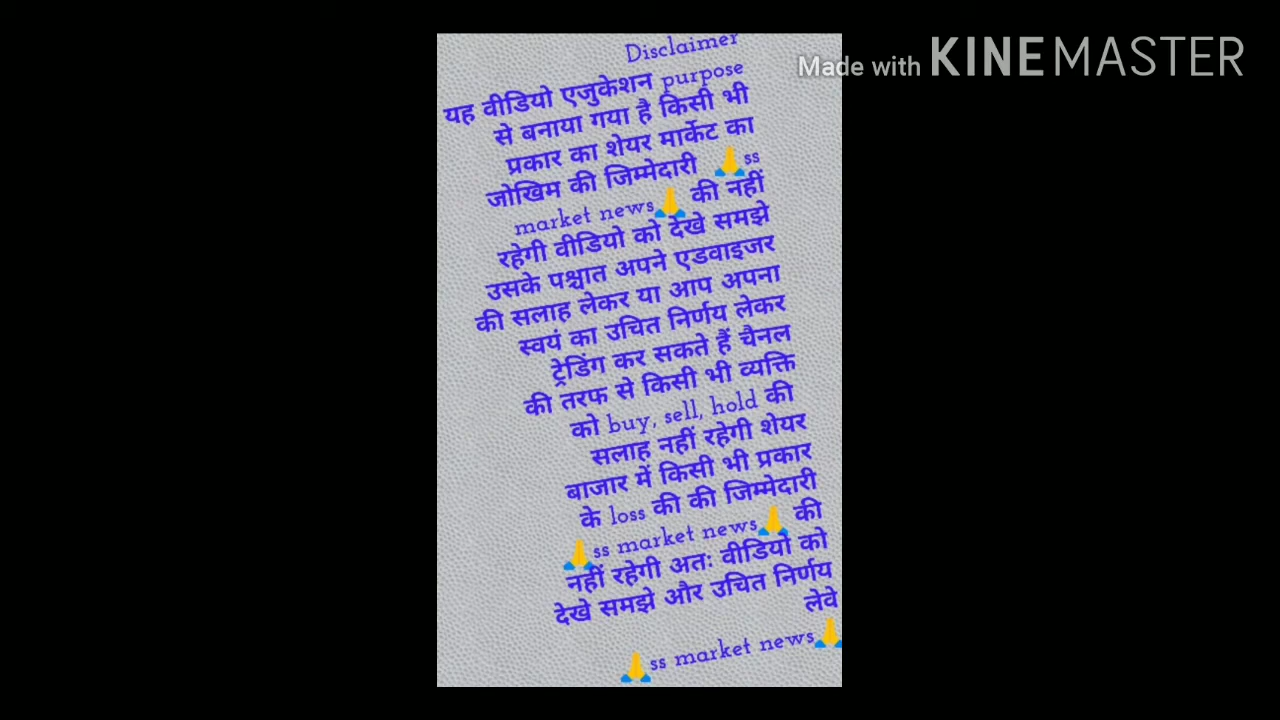 Made with KINEMASTER
Disclaimer
यह वीडियो एजुकेशन purpose
से बनाया गया है किसी भी
प्रकार का शेयर मार्केट का
जोखिम की जिम्मेदारी 🙏ss
market news🙏 की नहीं
रहेगी वीडियो को देखे समझे
उसके पश्चात अपने एडवाइजर
की सलाह लेकर या आप अपना
स्वयं का उचित निर्णय लेकर
ट्रेडिंग कर सकते हैं चैनल
की तरफ से किसी भी व्यक्ति
को buy, sell, hold की
सलाह नहीं रहेगी शेयर
बाजार में किसी भी प्रकार
के loss की की जिम्मेदारी
🙏ss market news🙏 की
नहीं रहेगी अतः वीडियो को
देखे समझे और उचित निर्णय
लेवे
🙏ss market news🙏